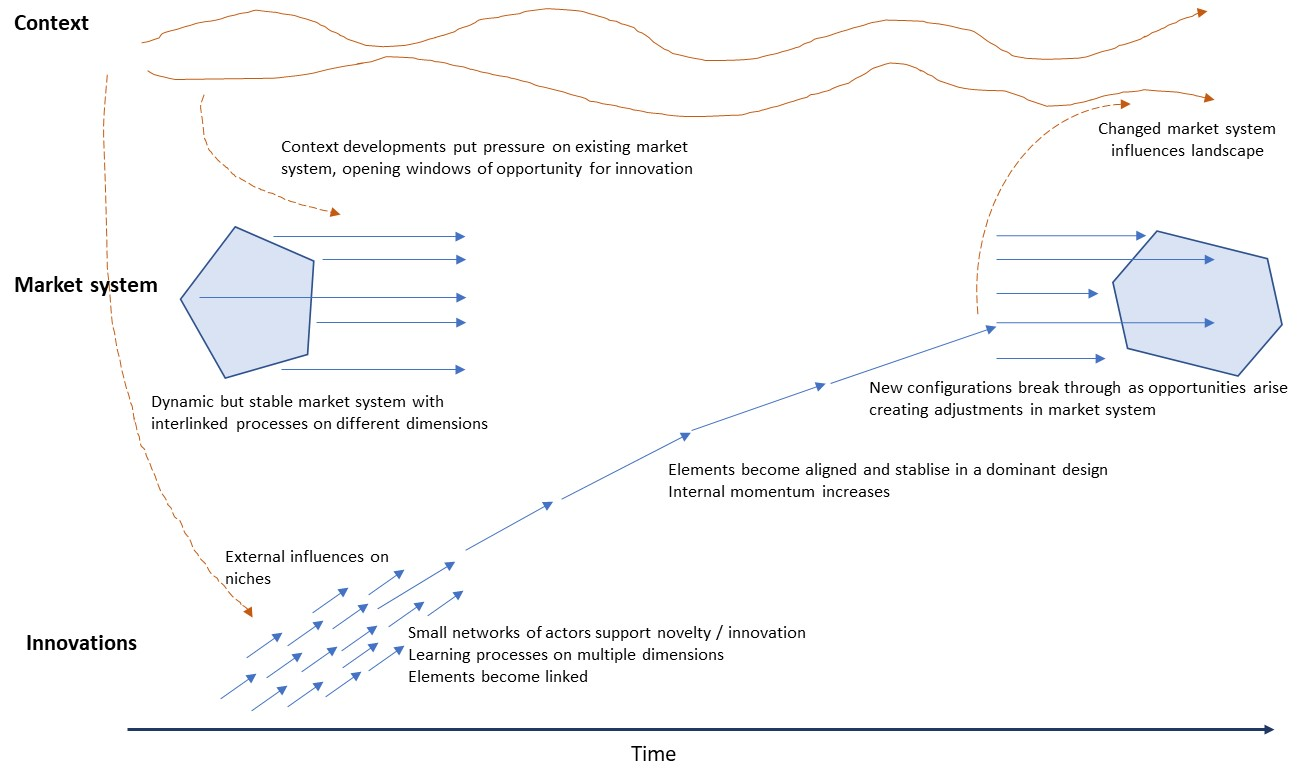 Context
Context developments put pressure on existing market
system, opening windows of opportunity for innovation
Changed market system
influences landscape
Market system
Dynamic but stable market system with
interlinked processes on different dimensions
New configurations break through as opportunities arise
creating adjustments in market system
Elements become aligned and stablise in a dominant design
Internal momentum increases
External influences on
niches
Innovations
Small networks of actors support novelty / innovation
Learning processes on multiple dimensions
Elements become linked
Time